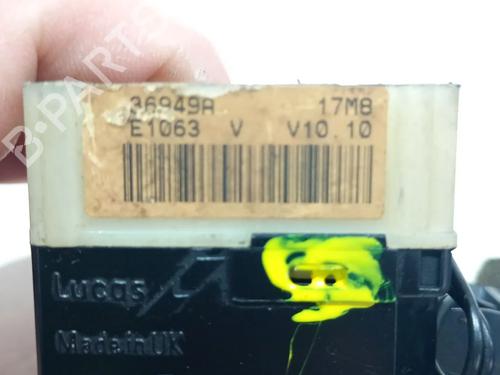 36949A 17M8
E1063 V V10.10
Lucas
Made in UK
B-PARTS